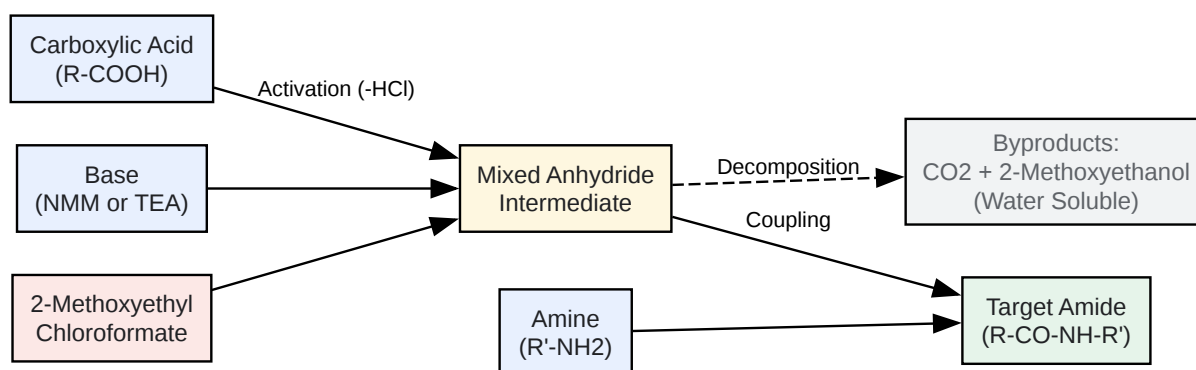 Carboxylic Acid
(R-COOH)
Activation (-HCl)
Base
(NMM or TEA)
2-Methoxyethyl
Chloroformate
Mixed Anhydride
Intermediate
Decomposition
Coupling
Byproducts:
CO2 + 2-Methoxyethanol
(Water Soluble)
Amine
(R'-NH2)
Target Amide
(R-CO-NH-R')